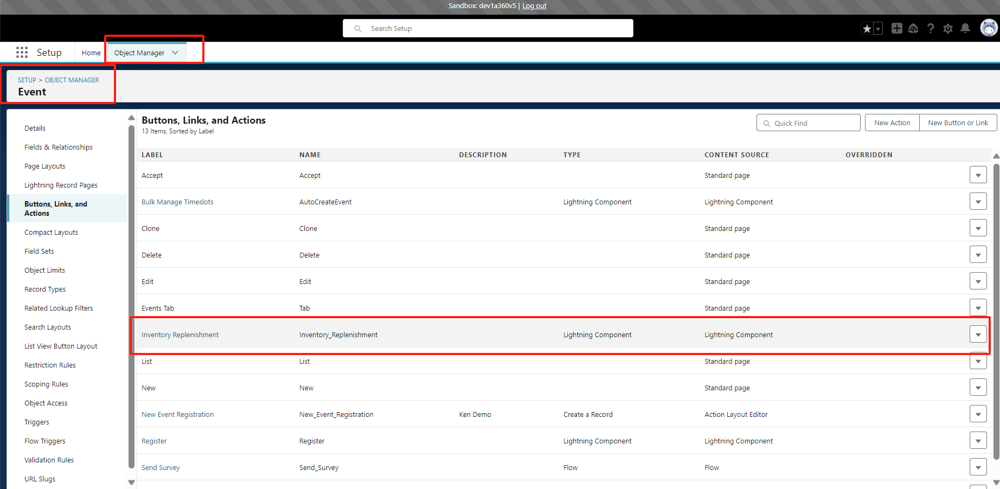 Sandbox: dev1a360v5 | Log out
Search Setup
Setup
Home
Object Manager
SETUP > OBJECT MANAGER
Event
Details
Fields & Relationships
Page Layouts
Lightning Record Pages
Buttons, Links, and
Actions
Compact Layouts
Field Sets
Object Limits
Record Types
Related Lookup Filters
Search Layouts
List View Button Layout
Restriction Rules
Scoping Rules
Object Access
Triggers
Flow Triggers
Validation Rules
URL Slugs
Buttons, Links, and Actions
13 Items, Sorted by Label
Quick Find
New Action
New Button or Link
LABEL NAME DESCRIPTION TYPE CONTENT SOURCE OVERRIDDEN
Accept Accept Standard page
Bulk Manage Timeslots AutoCreateEvent Lightning Component Lightning Component
Clone Clone Standard page
Delete Delete Standard page
Edit Edit Standard page
Events Tab Tab Standard page
Inventory Replenishment Inventory_Replenishment Lightning Component Lightning Component
List List Standard page
New New Standard page
New Event Registration New_Event_Registration Ken Demo Create a Record Action Layout Editor
Register Register Lightning Component Lightning Component
Send Survey Send_Survey Flow Flow